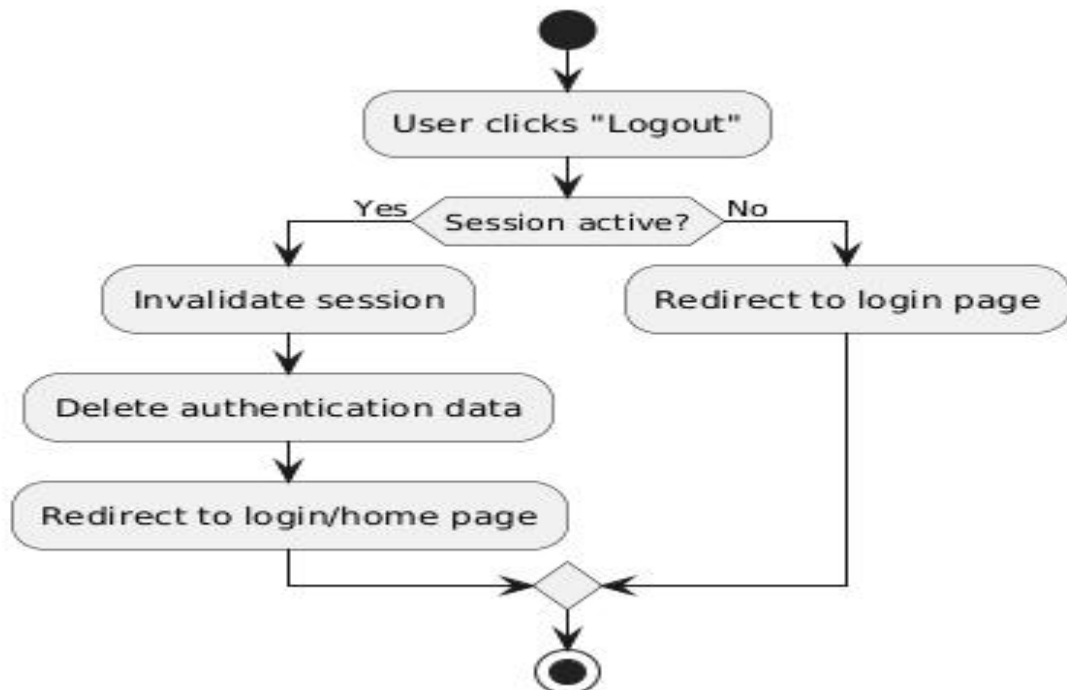 User clicks "Logout"
Yes
Session active?
No
Invalidate session
Redirect to login page
Delete authentication data
Redirect to login/home page